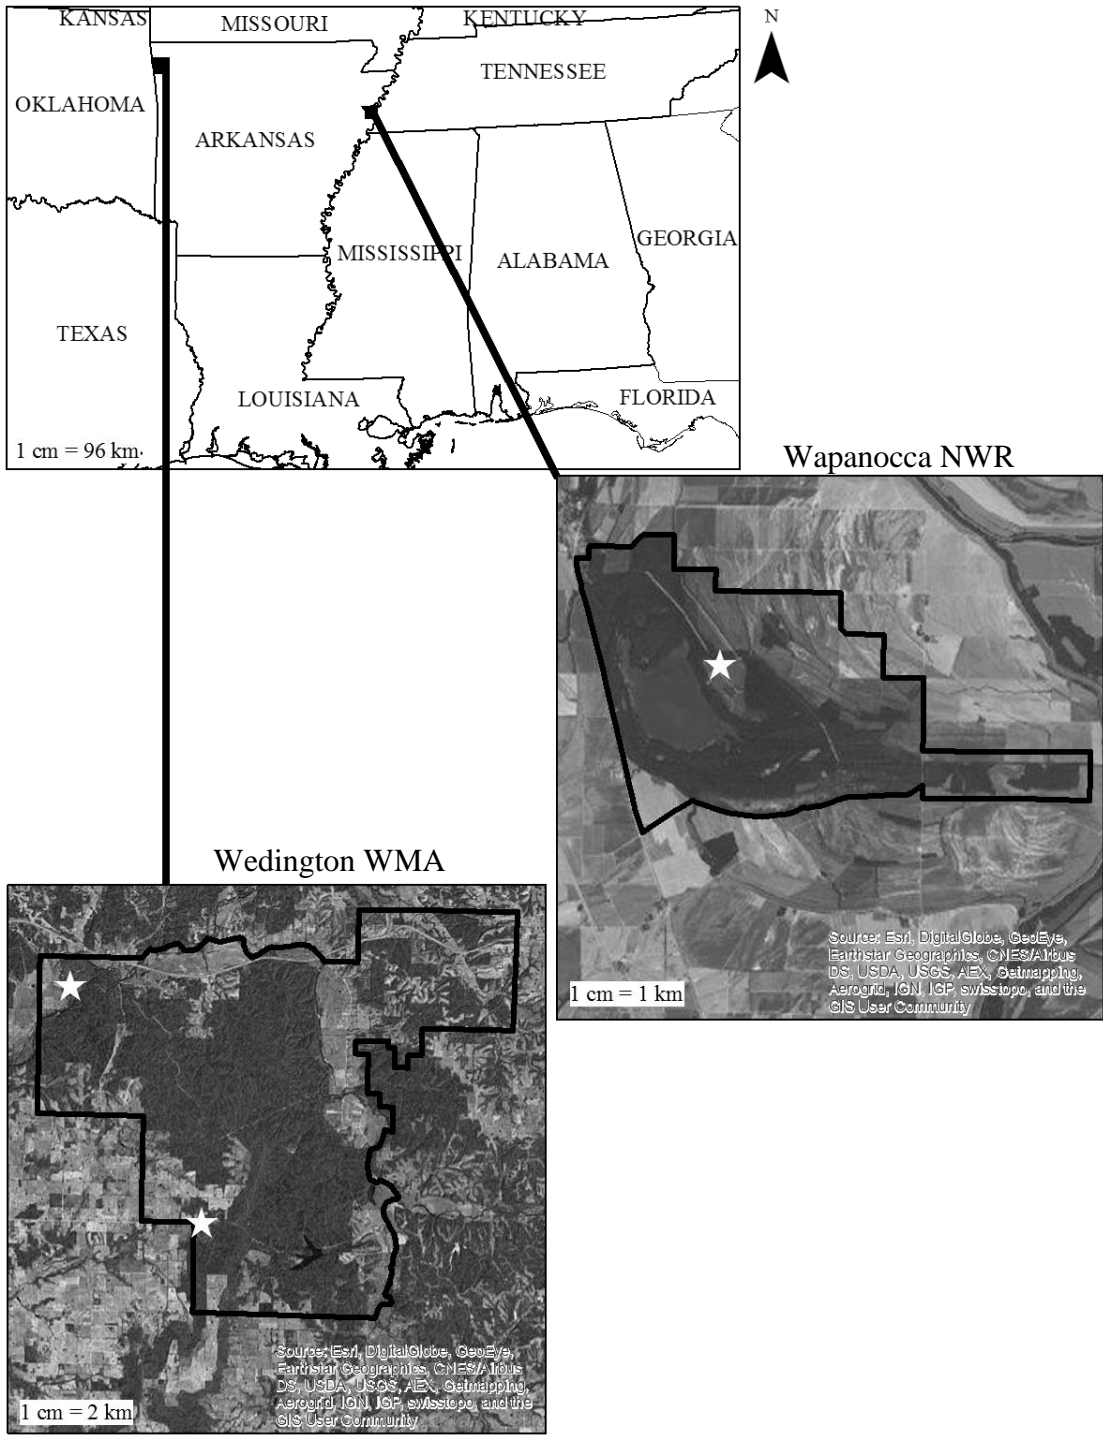 KANSAS
MISSOURI
KENTUCKY
N
TENNESSEE
OKLAHOMA
ARKANSAS
MISSISSIPPI
ALABAMA
GEORGIA
TEXAS
LOUISIANA
FLORIDA
1 cm = 96 km
Wapanocca NWR
Source: Esri, DigitalGlobe, GeoEye,
Earthstar Geographics, CNES/Airbus
DS, USDA, USGS, AEX, Getmapping,
Aerogrid, IGN, IGP, swisstopo, and the
GIS User Community
1 cm = 1 km
Wedington WMA
Source: Esri, DigitalGlobe, GeoEye,
Earthstar Geographics, CNES/Airbus
DS, USDA, USGS, AEX, Getmapping,
Aerogrid, IGN, IGP, swisstopo, and the
GIS User Community
1 cm = 2 km